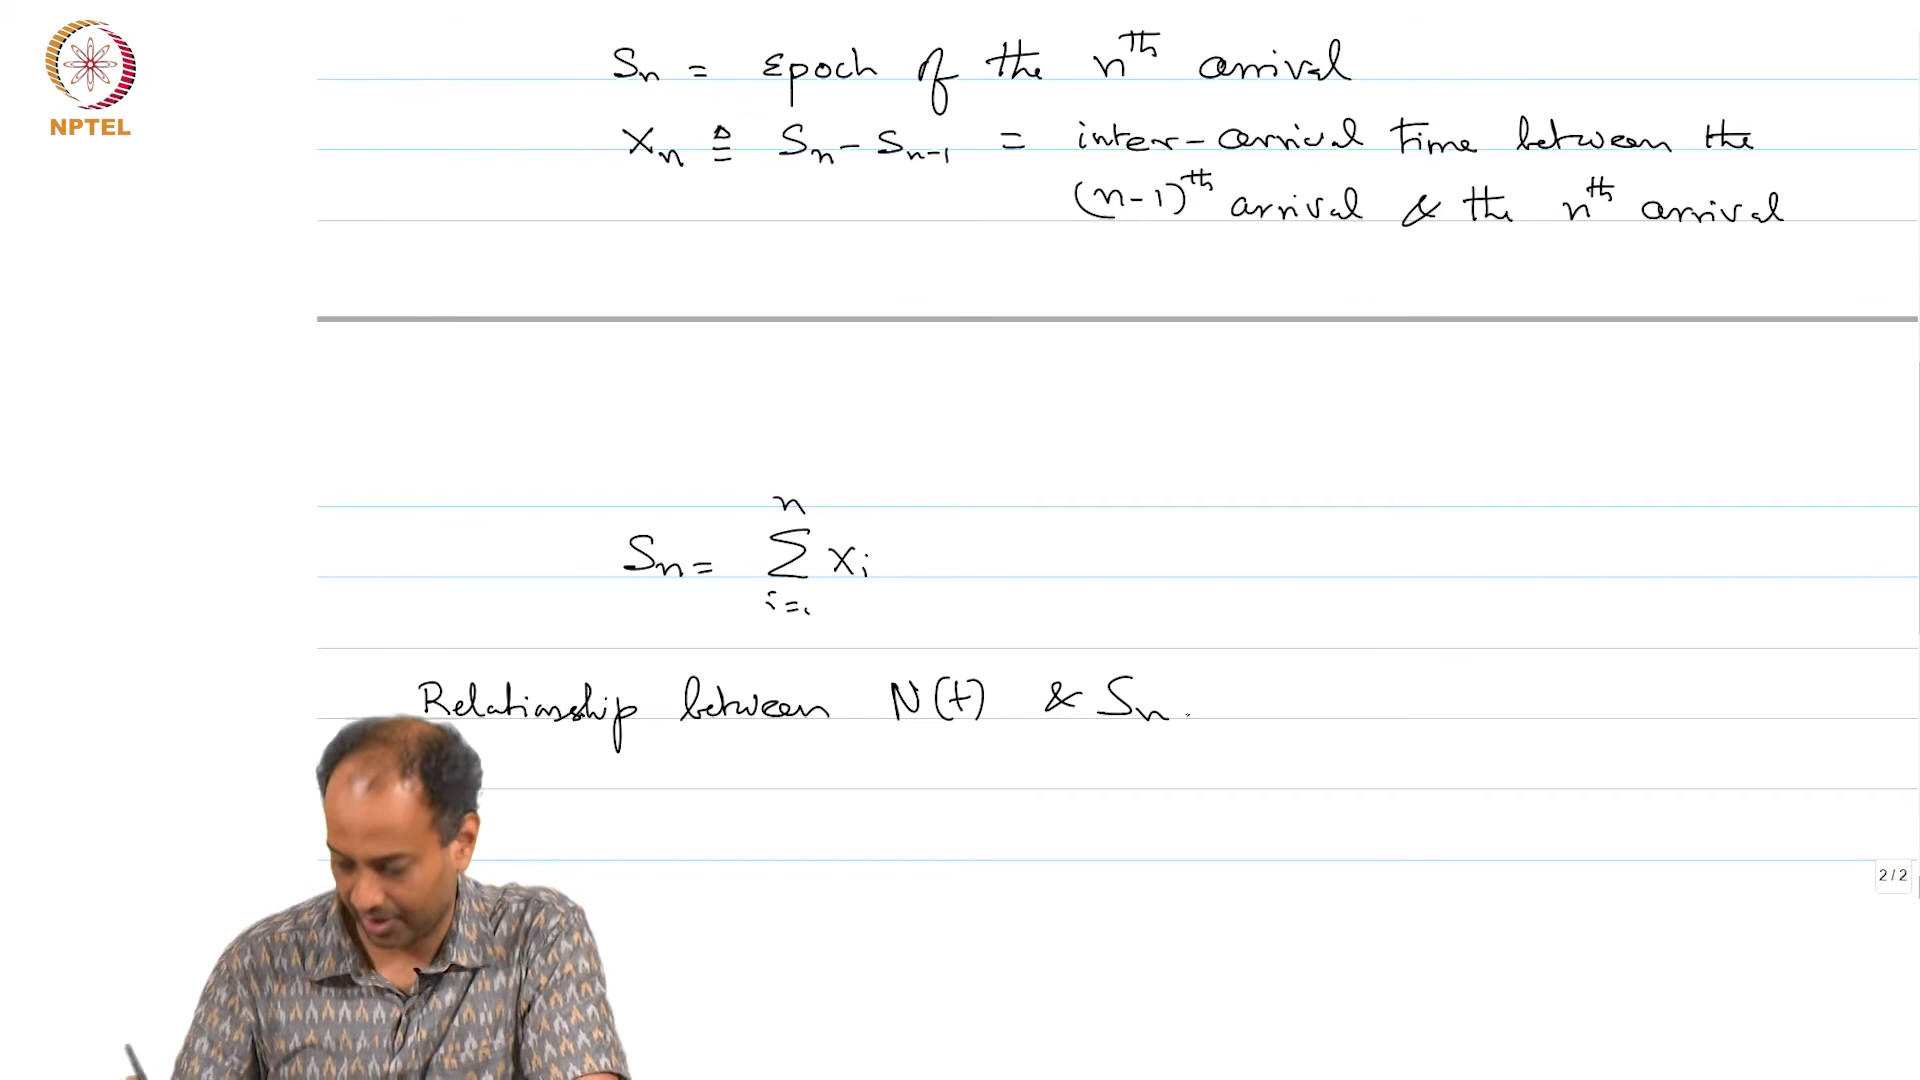 NPTEL
Sn = Epoch of the nth arrival
Xn ≜ Sn - Sn-1 = inter-arrival time between the
(n-1)th arrival & the nth arrival
Sn = n∑i=1 Xi
Relationship between N(t) & Sn.
2 / 2